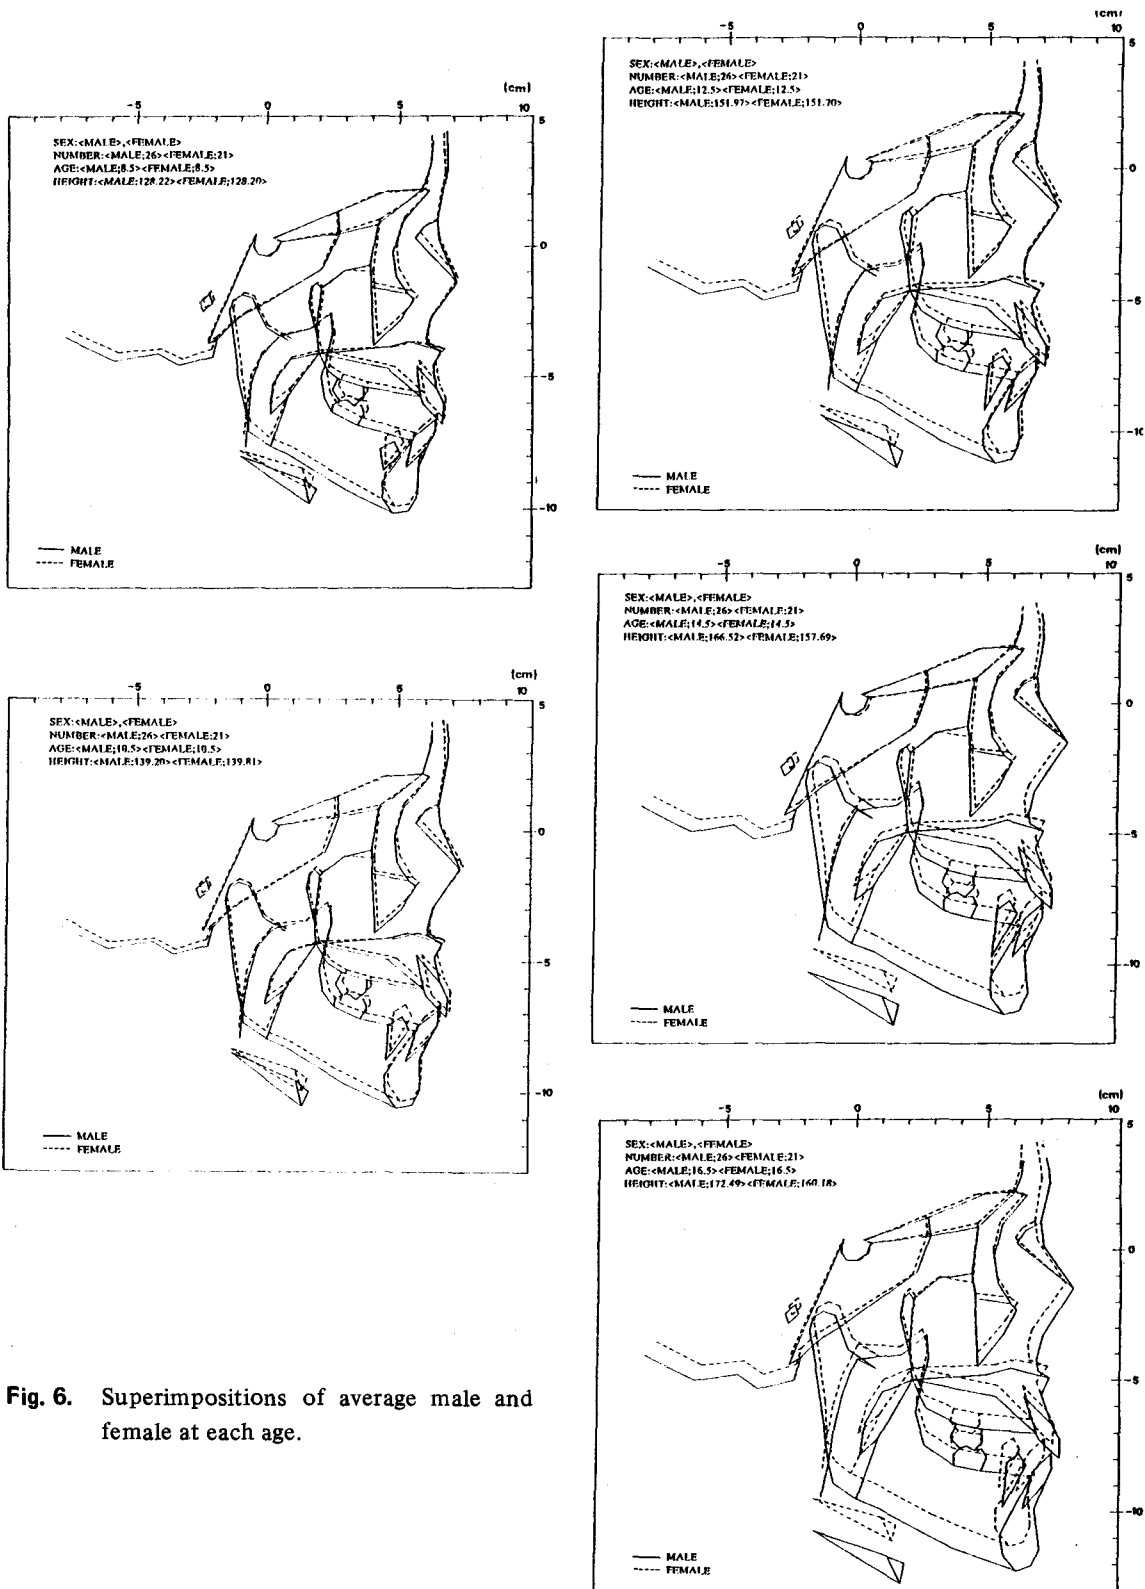 (cm)
-5 0 5 10
5
SEX:<MALE>,<FEMALE>
NUMBER:<MALE;26><FEMALE;21>
AGE:<MALE;8.5><FEMALE;8.5>
HEIGHT:<MALE;128.22><FEMALE;128.20>
0
-5
-10
MALE
FEMALE
(cm)
-5 0 5 10
5
SEX:<MALE>,<FEMALE>
NUMBER:<MALE;26><FEMALE;21>
AGE:<MALE;10.5><FEMALE;10.5>
HEIGHT:<MALE;139.20><FEMALE;139.81>
0
-5
-10
MALE
FEMALE
Fig. 6. Superimpositions of average male and
female at each age.
(cm)
-5 0 5 10
5
SEX:<MALE>,<FEMALE>
NUMBER:<MALE;26><FEMALE;21>
AGE:<MALE;12.5><FEMALE;12.5>
HEIGHT:<MALE;151.97><FEMALE;151.70>
0
-5
-10
MALE
FEMALE
(cm)
-5 0 5 10
5
SEX:<MALE>,<FEMALE>
NUMBER:<MALE;26><FEMALE;21>
AGE:<MALE;14.5><FEMALE;14.5>
HEIGHT:<MALE;166.52><FEMALE;157.69>
0
-5
-10
MALE
FEMALE
(cm)
-5 0 5 10
5
SEX:<MALE>,<FEMALE>
NUMBER:<MALE;26><FEMALE;21>
AGE:<MALE;16.5><FEMALE;16.5>
HEIGHT:<MALE;172.49><FEMALE;160.18>
0
-5
-10
MALE
FEMALE